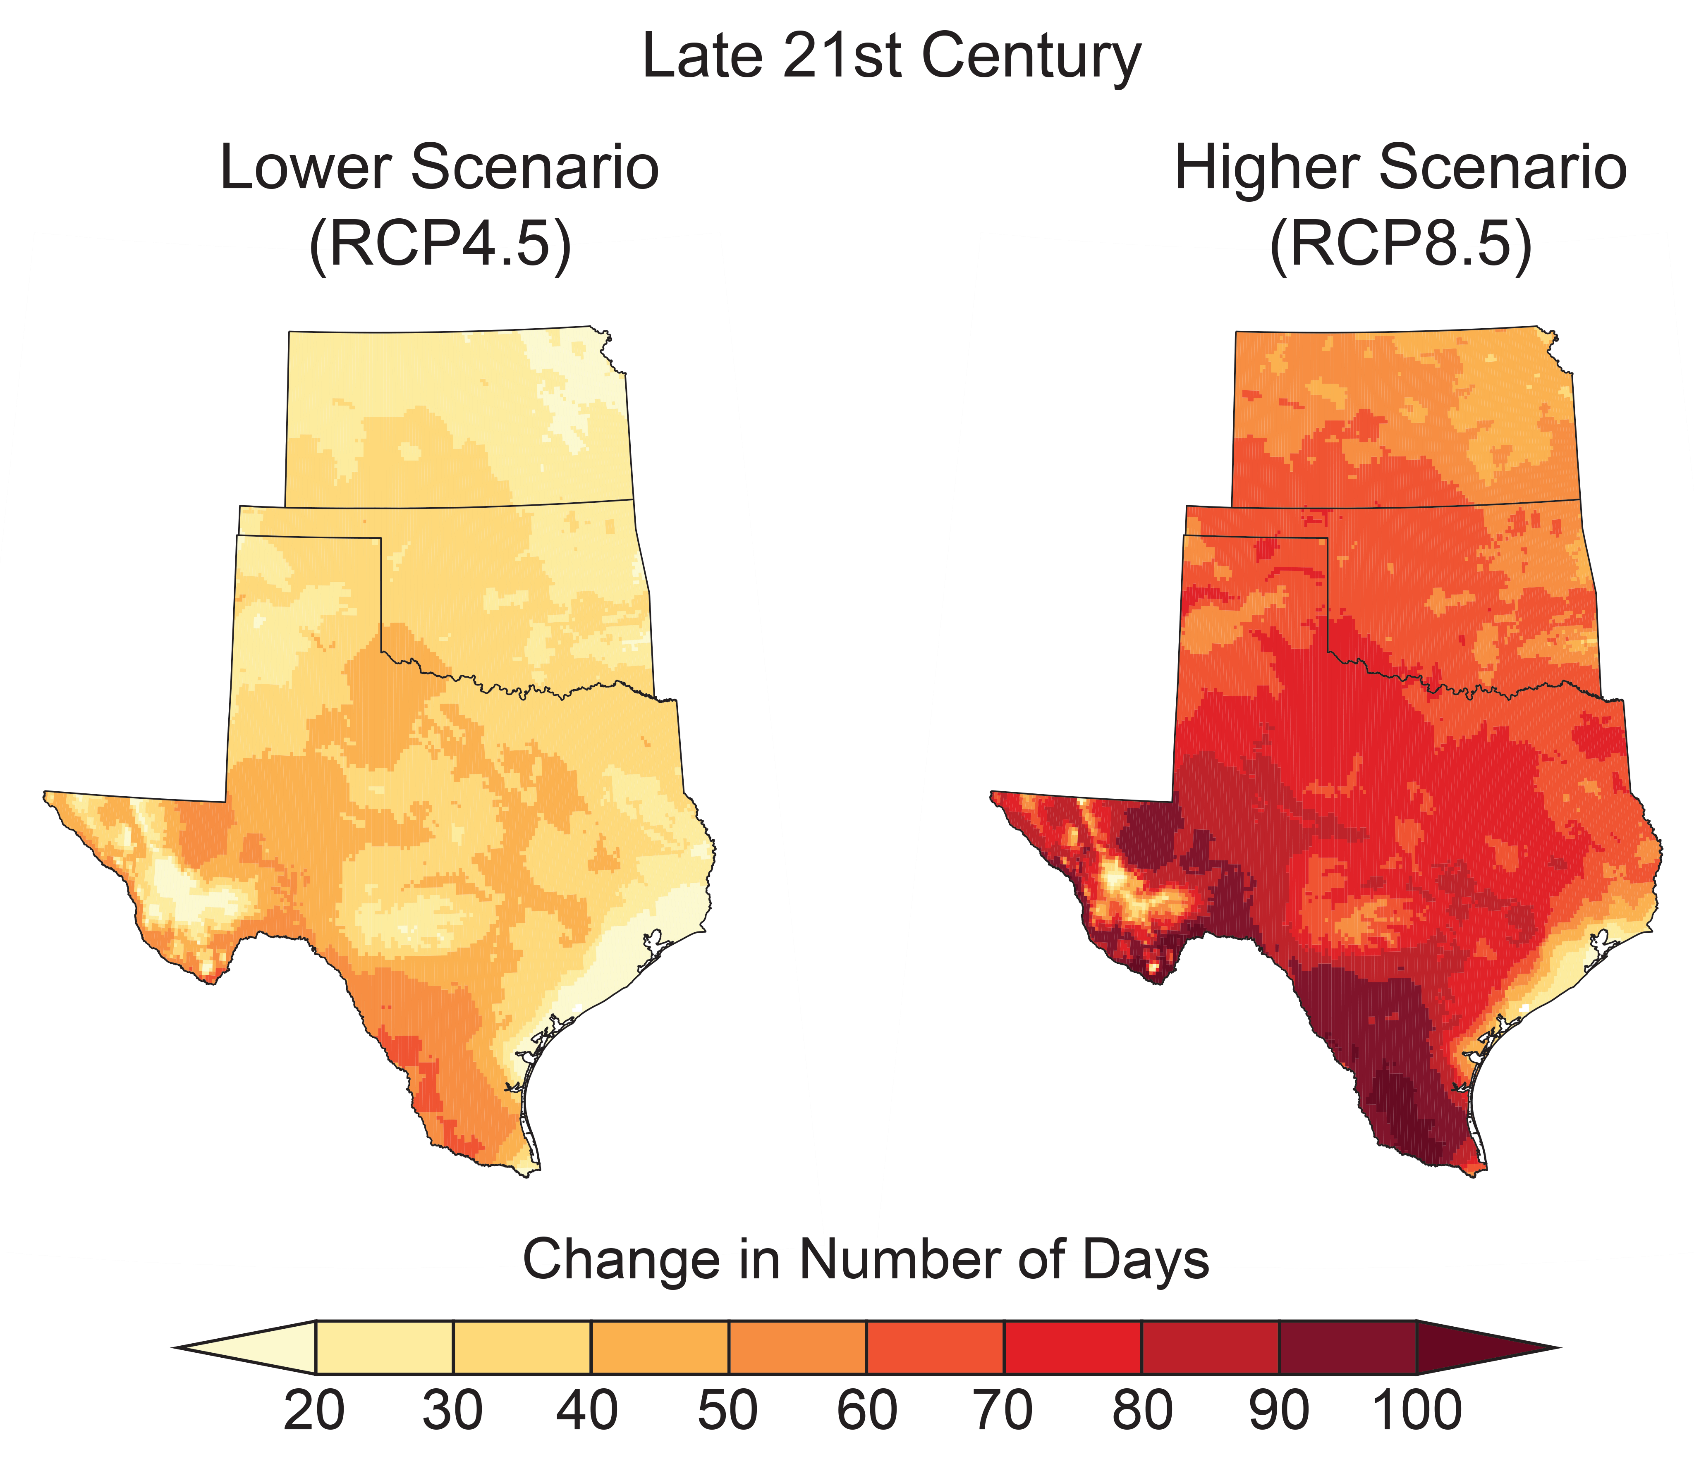 Late 21st Century
Lower Scenario
(RCP4.5)
Higher Scenario
(RCP8.5)
Change in Number of Days
20 30 40 50 60 70 80 90 100